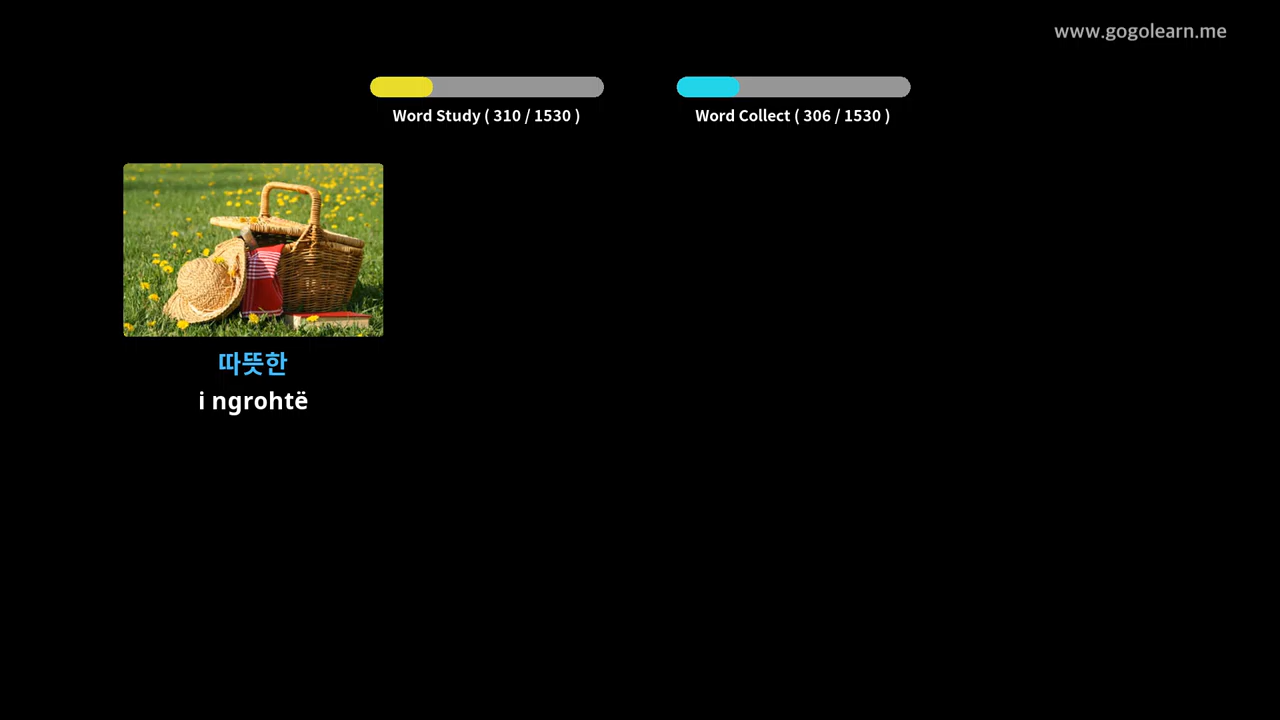 www.gogolearn.me
Word Study ( 310 / 1530 )
Word Collect ( 306 / 1530 )
따뜻한
i ngrohtë